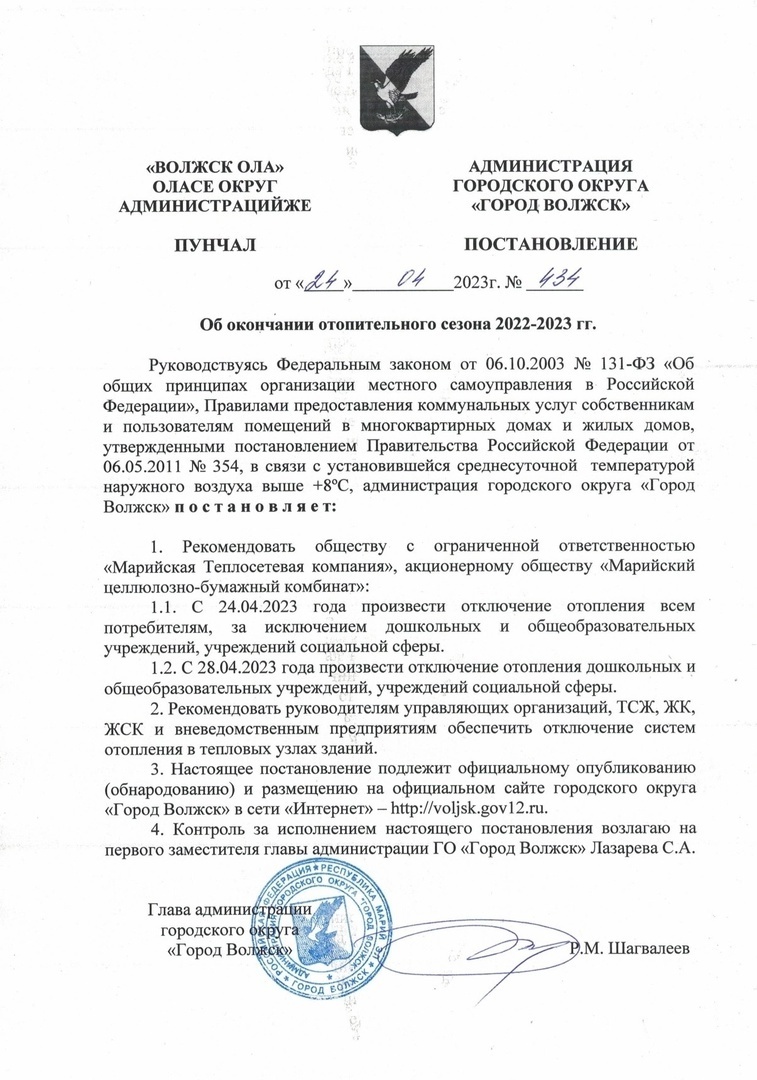 «ВОЛЖСК ОЛА»
ОЛАСЕ ОКРУГ
АДМИНИСТРАЦИЙЖЕ
ПУНЧАЛ
АДМИНИСТРАЦИЯ
ГОРОДСКОГО ОКРУГА
«ГОРОД ВОЛЖСК»
ПОСТАНОВЛЕНИЕ
от «24» 04 2023г. № 434
Об окончании отопительного сезона 2022-2023 гг.
Руководствуясь Федеральным законом от 06.10.2003 № 131-ФЗ «Об
общих принципах организации местного самоуправления в Российской
Федерации», Правилами предоставления коммунальных услуг собственникам
и пользователям помещений в многоквартирных домах и жилых домов,
утвержденными постановлением Правительства Российской Федерации от
06.05.2011 № 354, в связи с установившейся среднесуточной температурой
наружного воздуха выше +8ºС, администрация городского округа «Город
Волжск» п о с т а н о в л я е т:
1. Рекомендовать обществу с ограниченной ответственностью
«Марийская Теплосетевая компания», акционерному обществу «Марийский
целлюлозно-бумажный комбинат»:
1.1. С 24.04.2023 года произвести отключение отопления всем
потребителям, за исключением дошкольных и общеобразовательных
учреждений, учреждений социальной сферы.
1.2. С 28.04.2023 года произвести отключение отопления дошкольных и
общеобразовательных учреждений, учреждений социальной сферы.
2. Рекомендовать руководителям управляющих организаций, ТСЖ, ЖК,
ЖСК и вневедомственным предприятиям обеспечить отключение систем
отопления в тепловых узлах зданий.
3. Настоящее постановление подлежит официальному опубликованию
(обнародованию) и размещению на официальном сайте городского округа
«Город Волжск» в сети «Интернет» – http://voljsk.gov12.ru.
4. Контроль за исполнением настоящего постановления возлагаю на
первого заместителя главы администрации ГО «Город Волжск» Лазарева С.А.
Глава администрации
городского округа
«Город Волжск»
Р.М. Шагвалеев
РОССИЙСКАЯ ФЕДЕРАЦИЯ * РЕСПУБЛИКА МАРИЙ ЭЛ * ГОРОД ВОЛЖСК *
АДМИНИСТРАЦИЯ ГОРОДСКОГО ОКРУГА "ГОРОД ВОЛЖСК" *